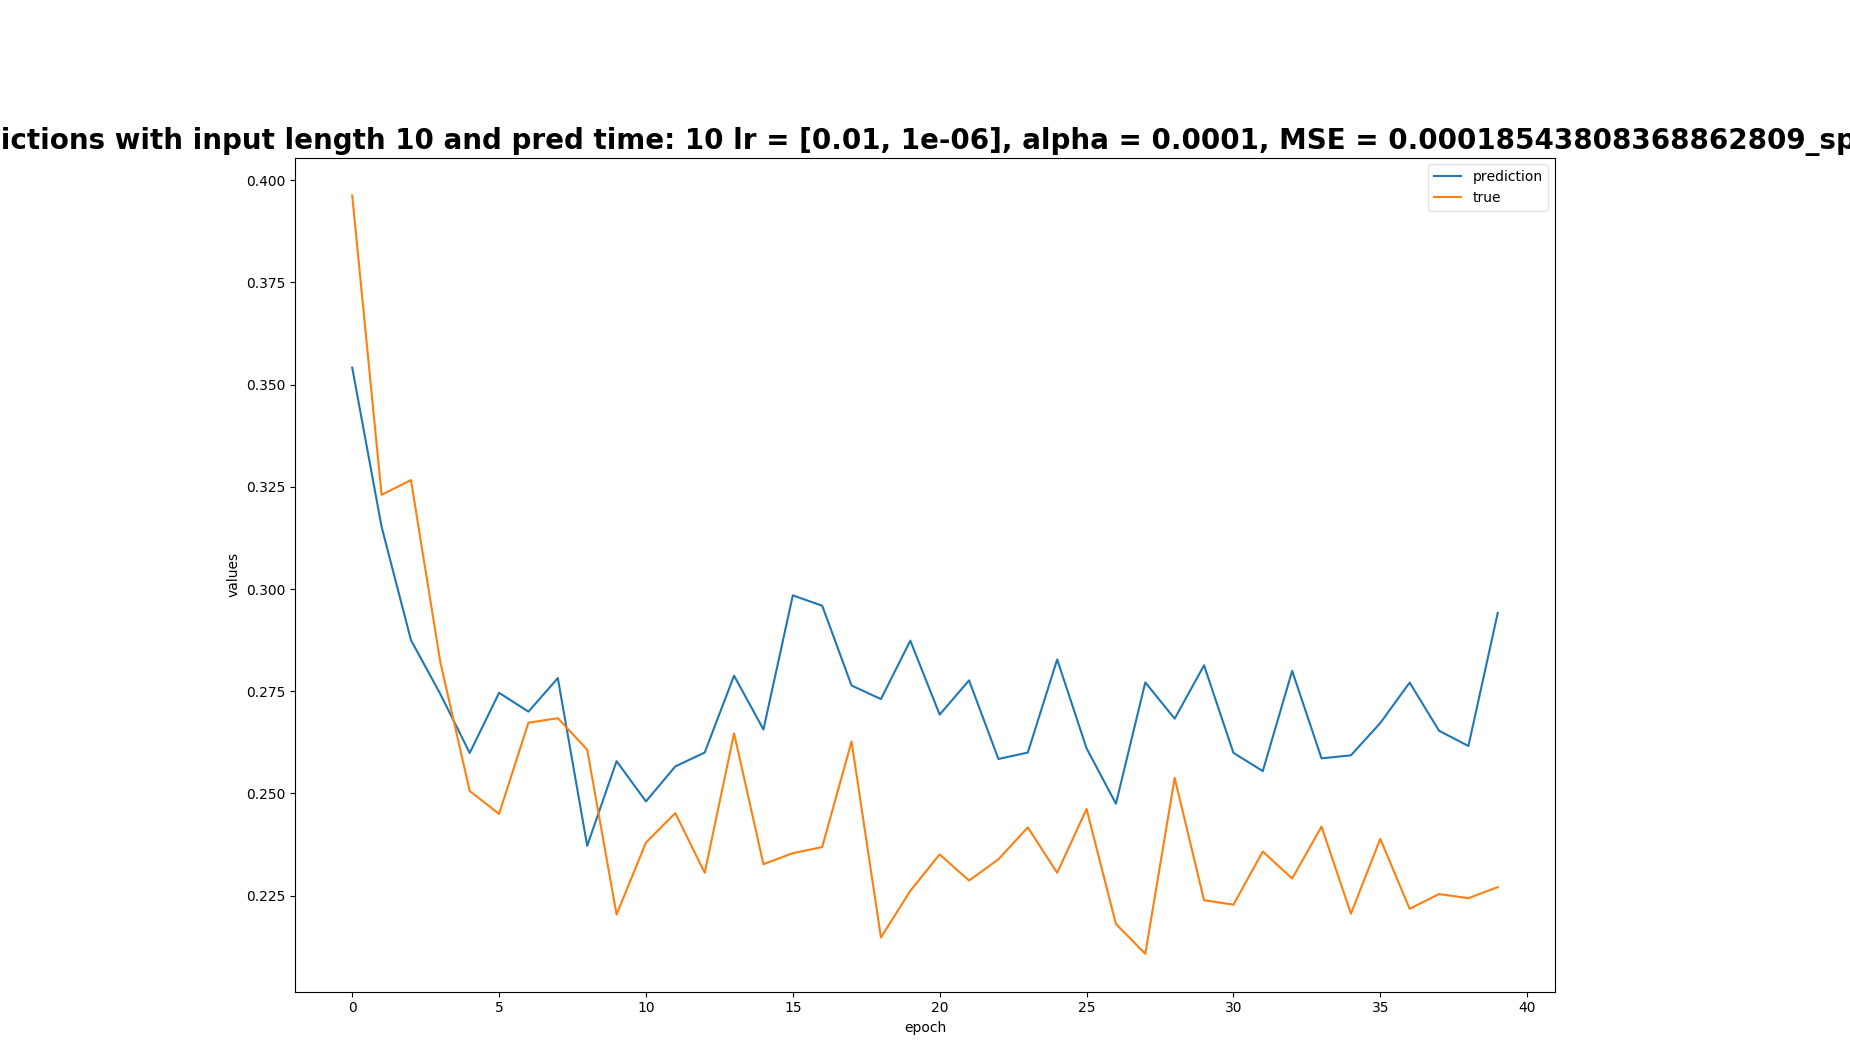 ictions with input length 10 and pred time: 10 lr = [0.01, 1e-06], alpha = 0.0001, MSE = 0.00018543808368862809_sp
prediction
true
0.400
0.375
0.350
0.325
0.300
0.275
0.250
0.225
values
0 5 10 15 20 25 30 35 40
epoch